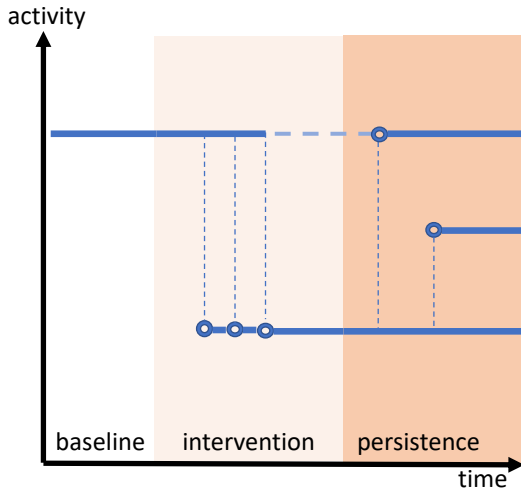 activity
baseline
intervention
persistence
time